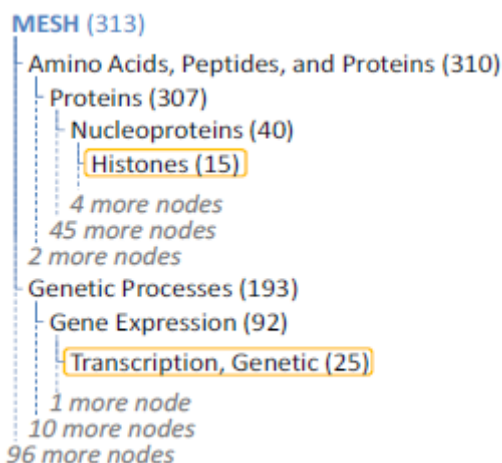 MESH (313)
Amino Acids, Peptides, and Proteins (310)
Proteins (307)
Nucleoproteins (40)
Histones (15)
4 more nodes
45 more nodes
2 more nodes
Genetic Processes (193)
Gene Expression (92)
Transcription, Genetic (25)
1 more node
10 more nodes
96 more nodes